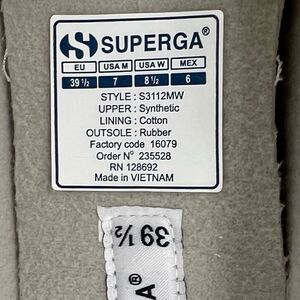 SUPERGA®
EU USA M USA W MEX
39 1/2 7 8 1/2 6
STYLE : S3112MW
UPPER : Synthetic
LINING : Cotton
OUTSOLE : Rubber
Factory code 16079
Order Nº 235528
RN 128692
Made in VIETNAM
39 ½
A®